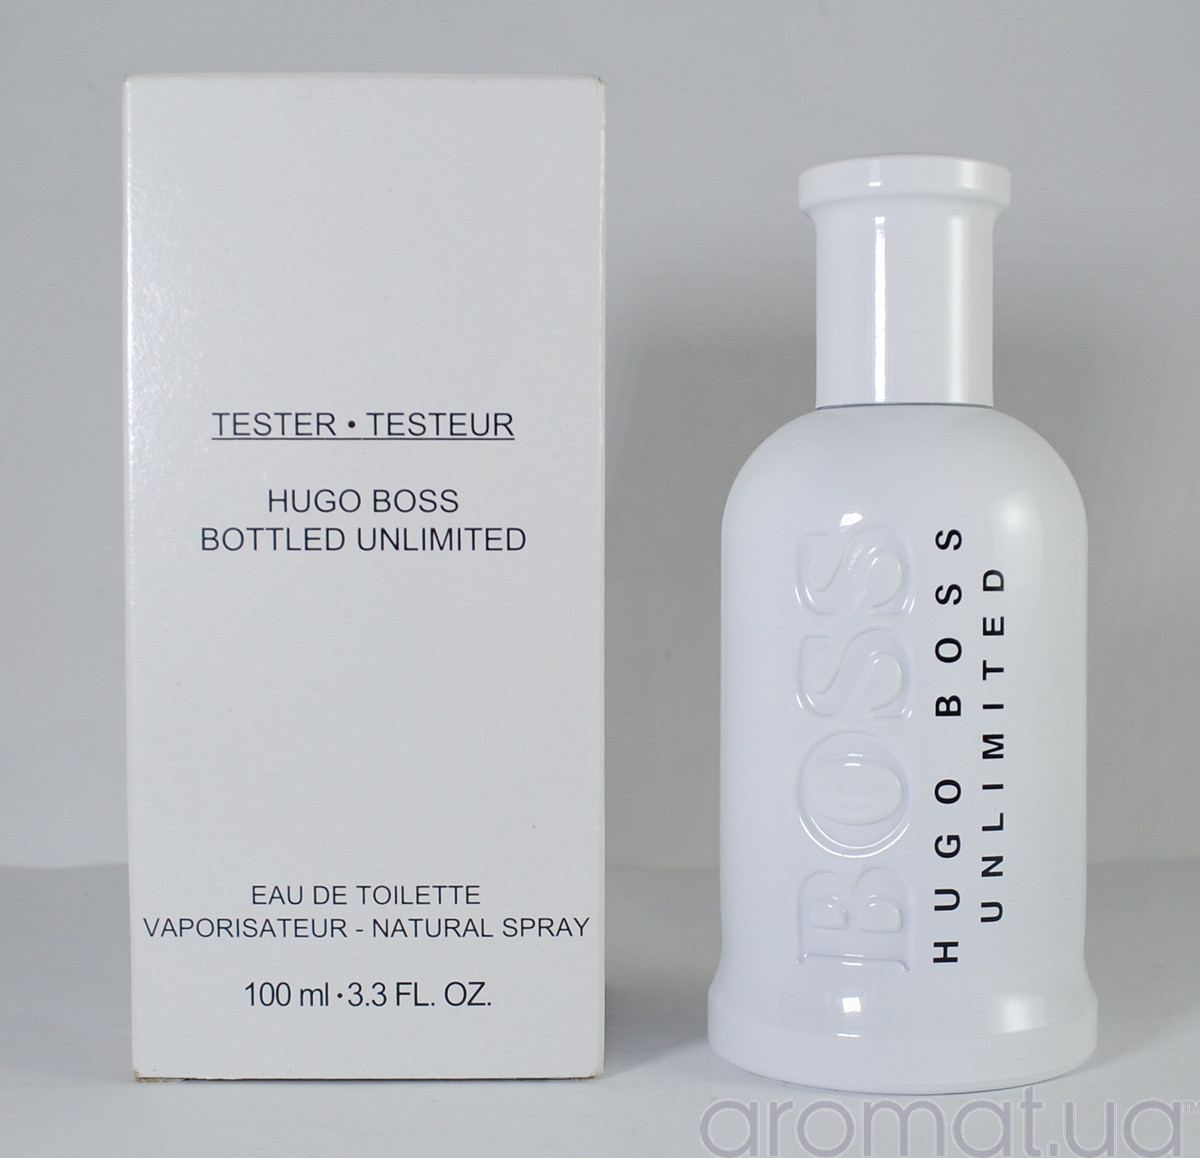 TESTER • TESTEUR
HUGO BOSS
BOTTLED UNLIMITED
EAU DE TOILETTE
VAPORISATEUR - NATURAL SPRAY
100 ml • 3.3 FL. OZ.
BOSS
HUGO BOSS
UNLIMITED
aromat.ua™